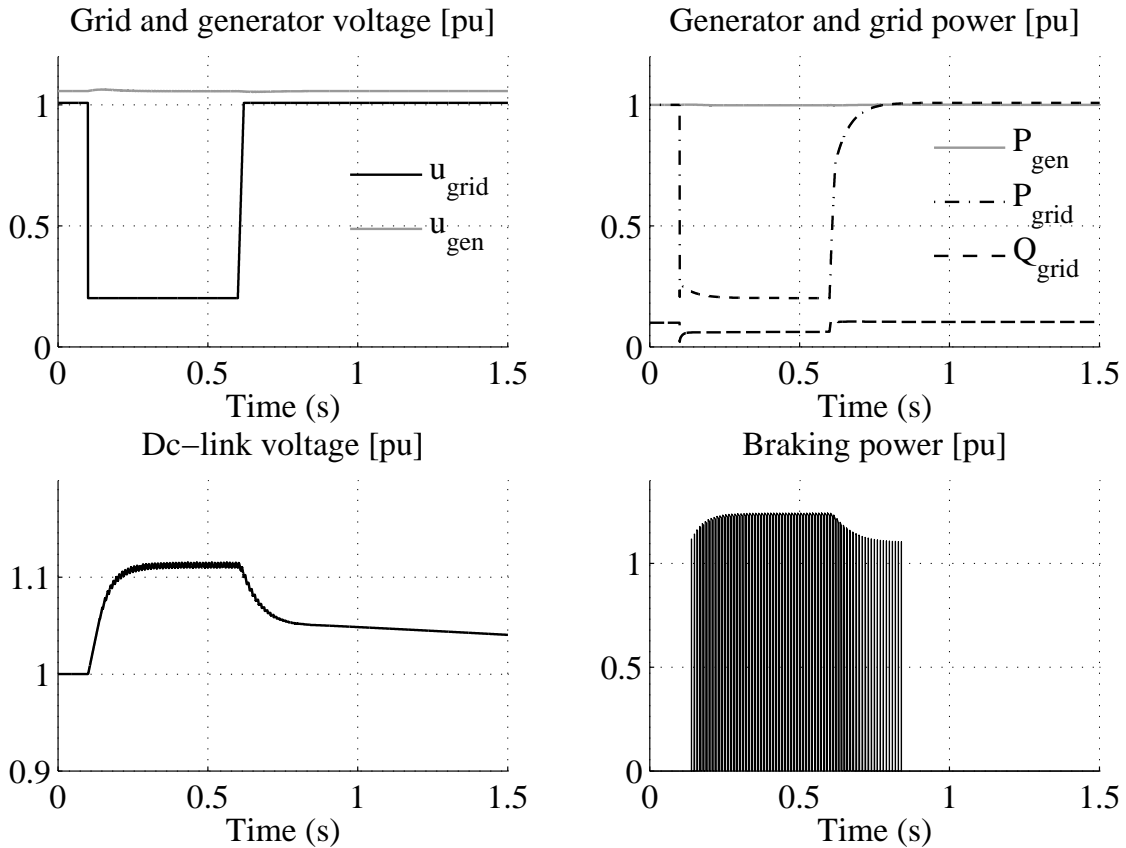 Grid and generator voltage [pu]
1
0.5
0
u_grid
u_gen
0 0.5 1 1.5
Time (s)
Generator and grid power [pu]
1
0.5
0
P_gen
P_grid
Q_grid
0 0.5 1 1.5
Time (s)
Dc−link voltage [pu]
1.1
1
0.9
0 0.5 1 1.5
Time (s)
Braking power [pu]
1
0.5
0
0 0.5 1 1.5
Time (s)